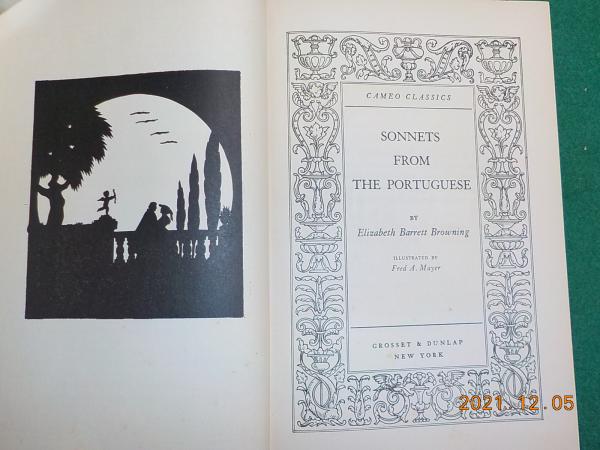 CAMEO CLASSICS
SONNETS
FROM
THE PORTUGUESE
BY
Elizabeth Barrett Browning
ILLUSTRATED BY
Fred A. Mayer
GROSSET & DUNLAP
NEW YORK
2021.12.05